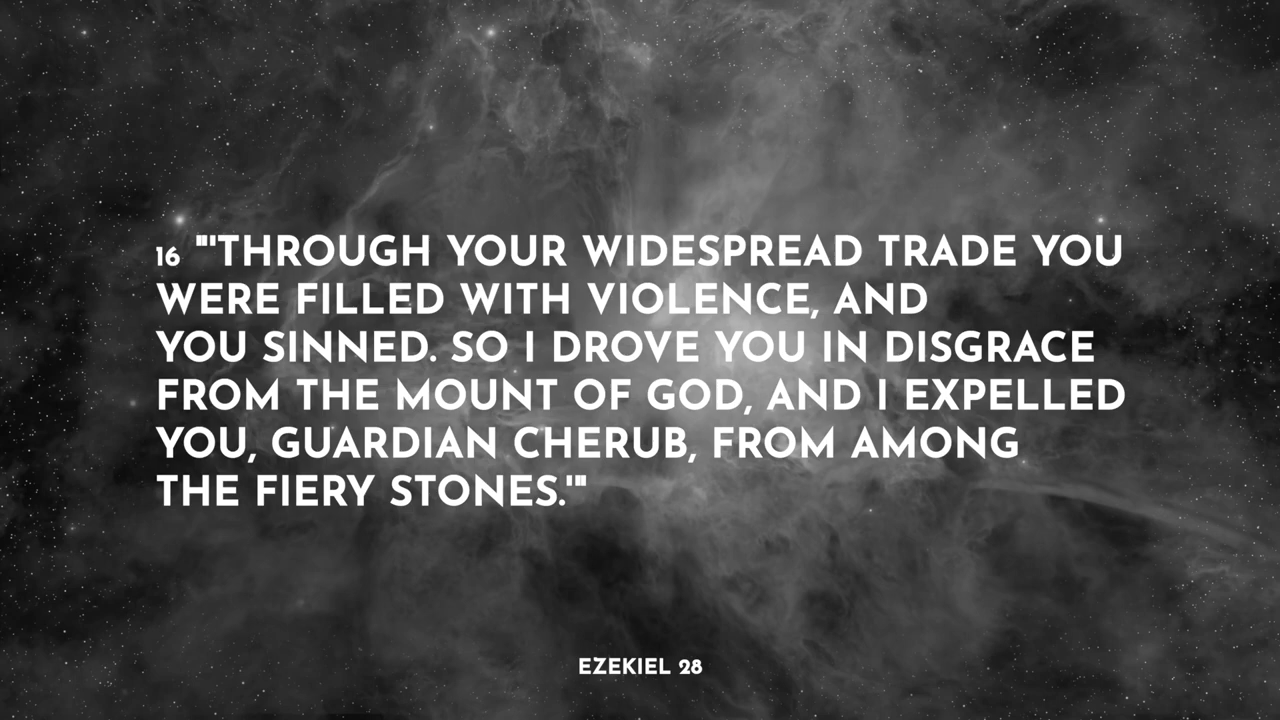 16 "'THROUGH YOUR WIDESPREAD TRADE YOU
WERE FILLED WITH VIOLENCE, AND
YOU SINNED. SO I DROVE YOU IN DISGRACE
FROM THE MOUNT OF GOD, AND I EXPELLED
YOU, GUARDIAN CHERUB, FROM AMONG
THE FIERY STONES.'"
EZEKIEL 28